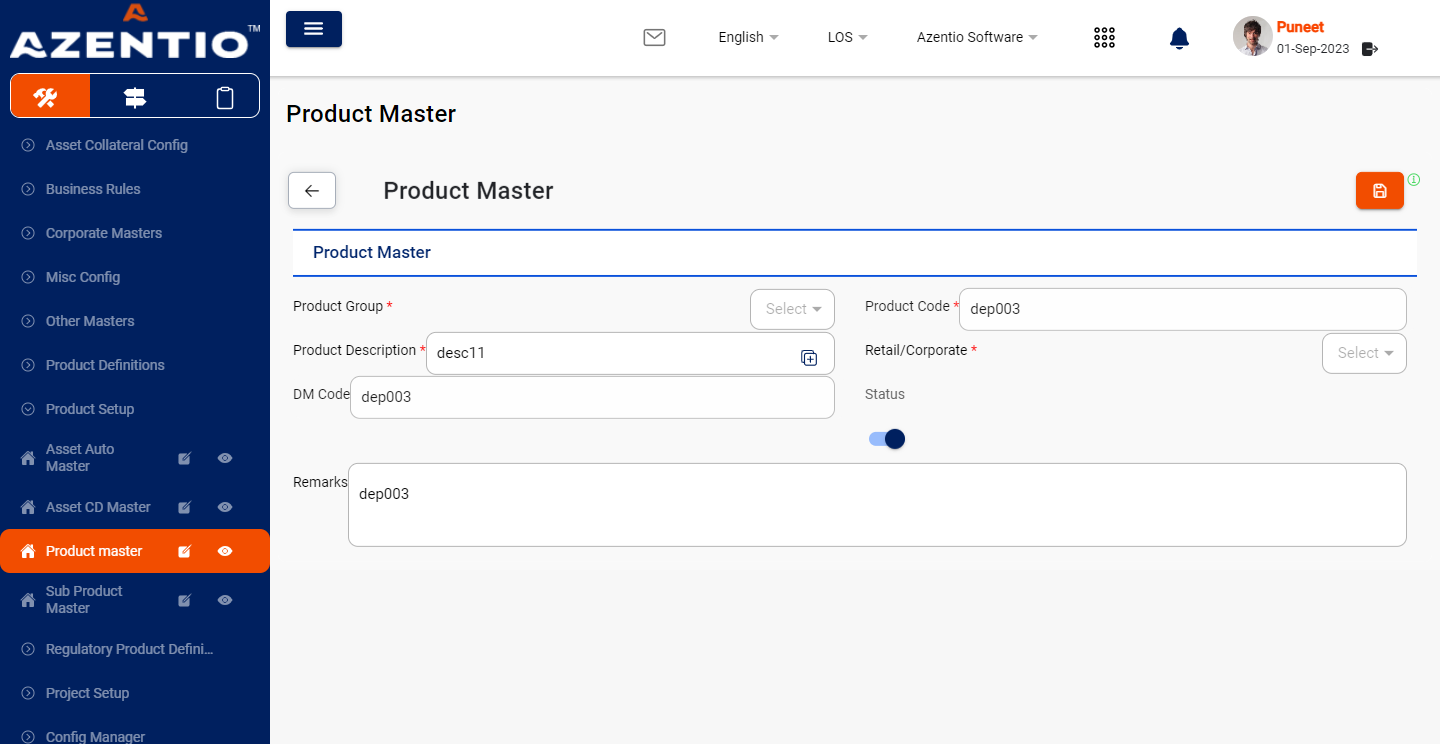 AZENTIO™
English
LOS
Azentio Software
Puneet
01-Sep-2023
Asset Collateral Config
Business Rules
Corporate Masters
Misc Config
Other Masters
Product Definitions
Product Setup
Asset Auto
Master
Asset CD Master
Product master
Sub Product
Master
Regulatory Product Defini...
Project Setup
Config Manager
Product Master
Product Master
Product Master
Product Group *
Select
Product Code *
dep003
Product Description *
desc11
Retail/Corporate *
Select
DM Code
dep003
Status
Remarks
dep003